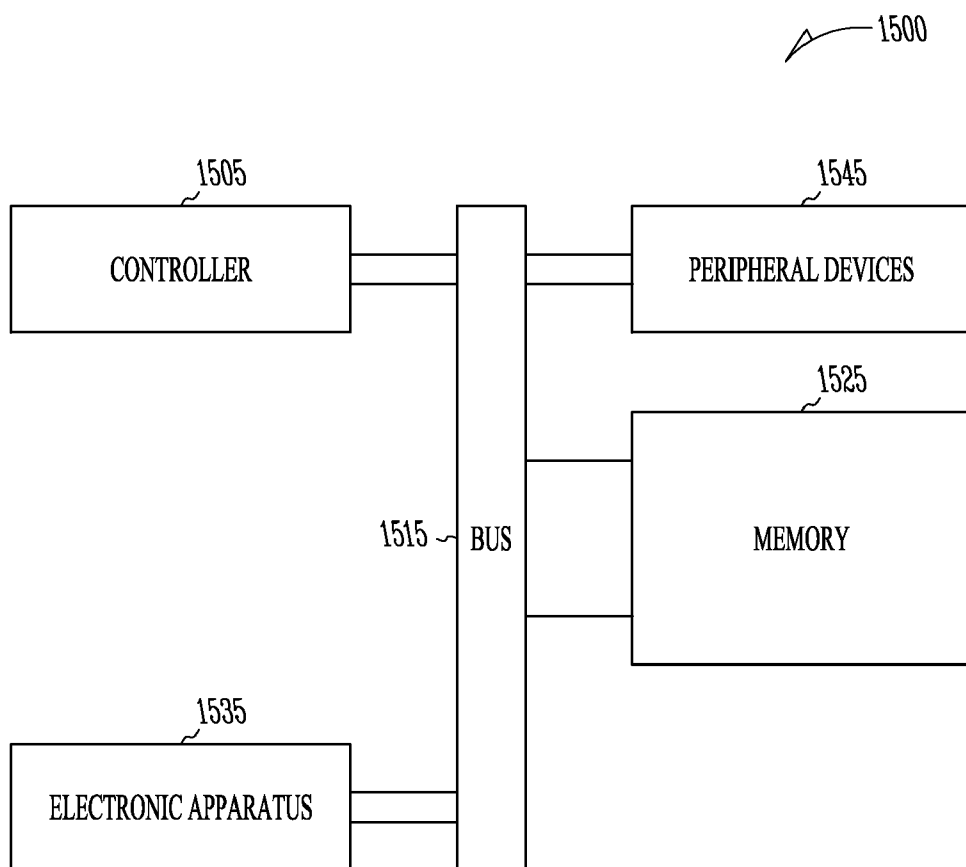 1500
1505
CONTROLLER
1545
PERIPHERAL DEVICES
1525
MEMORY
1515
BUS
1535
ELECTRONIC APPARATUS